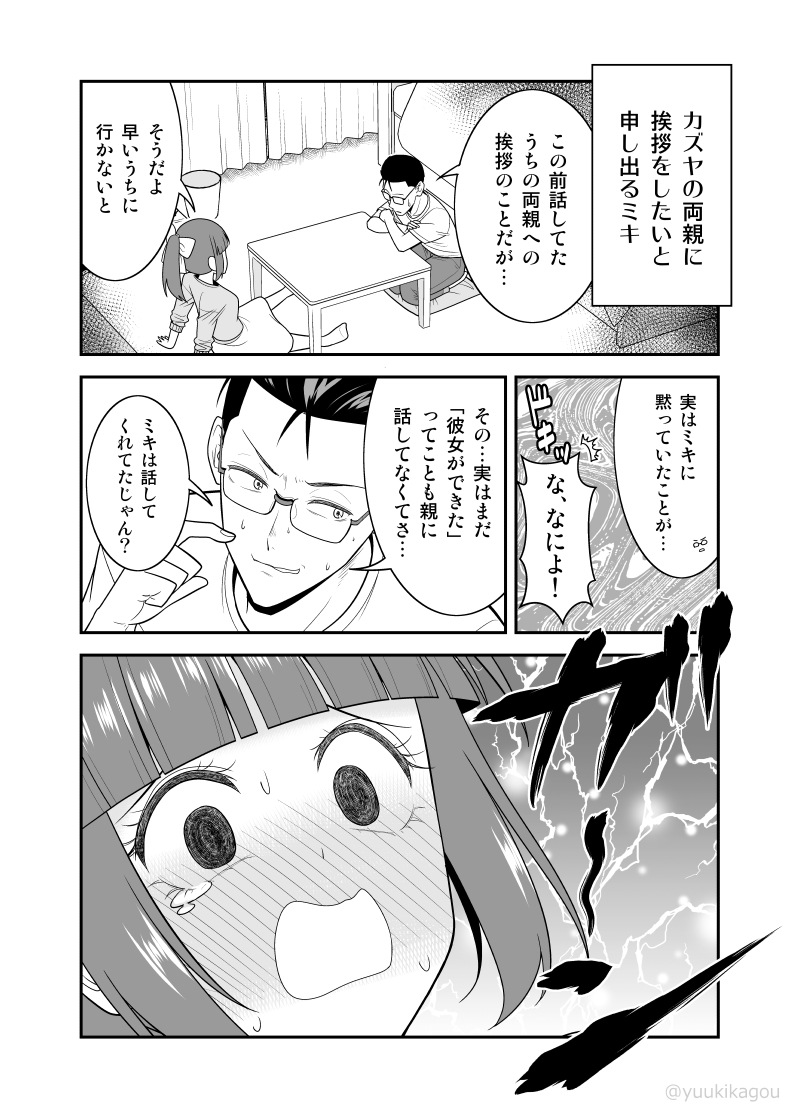 カズヤの両親に
挨拶をしたいと
申し出るミキ
この前話してた
うちの両親への
挨拶のことだが…
そうだよ
早いうちに
行かないと
実はミキに
黙っていたことが…
ドキッ
な、なによ！
その…実はまだ
「彼女ができた」
ってことも親に
話してなくてさ…
ミキは話して
くれてたじゃん？
ガーーン
@yuukikagou